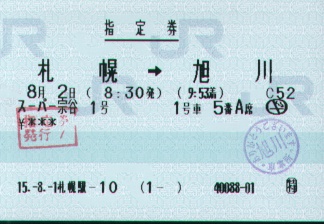 指定券
札幌→旭川
8月 2日( 8:30発) (9:53着) C52
スーパー宗谷 1号 1号車 5番A席
¥***
発行
15.-8.-1札幌駅-10 (1- ) 40088-01